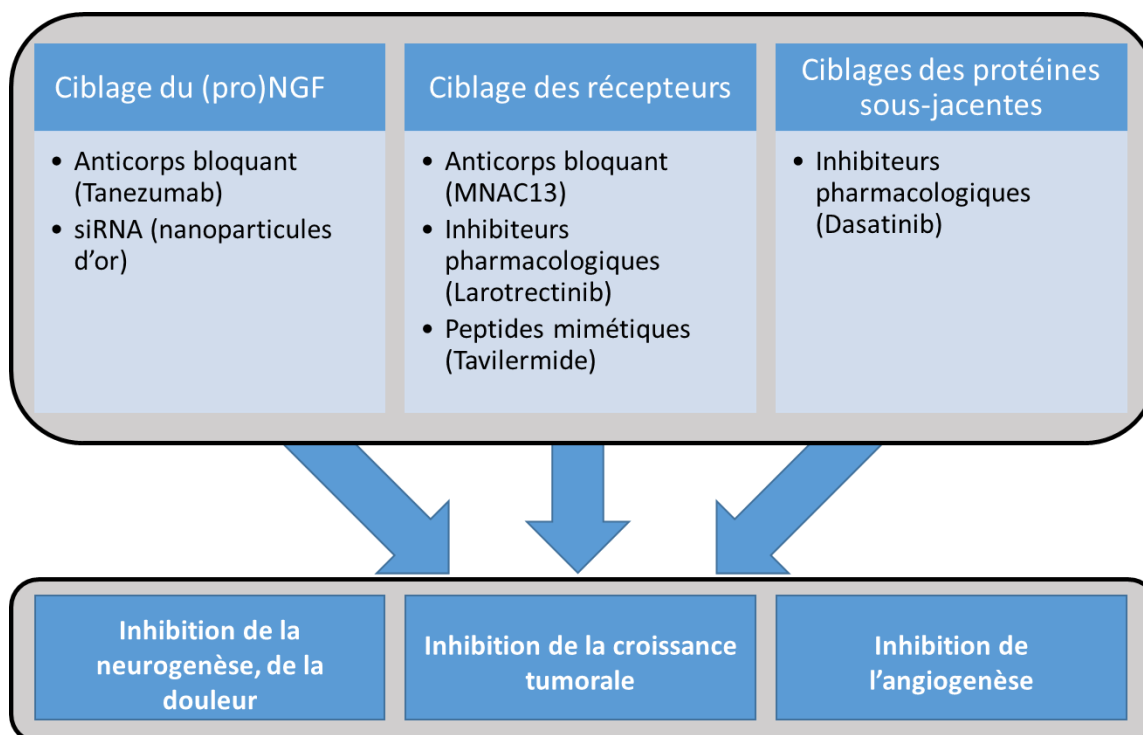 Ciblage du (pro)NGF
• Anticorps bloquant
(Tanezumab)
• siRNA (nanoparticules
d'or)
Ciblage des récepteurs
• Anticorps bloquant
(MNAC13)
• Inhibiteurs
pharmacologiques
(Larotrectinib)
• Peptides mimétiques
(Tavilermide)
Ciblages des protéines
sous-jacentes
• Inhibiteurs
pharmacologiques
(Dasatinib)
Inhibition de la
neurogenèse, de la
douleur
Inhibition de la croissance
tumorale
Inhibition de
l'angiogenèse